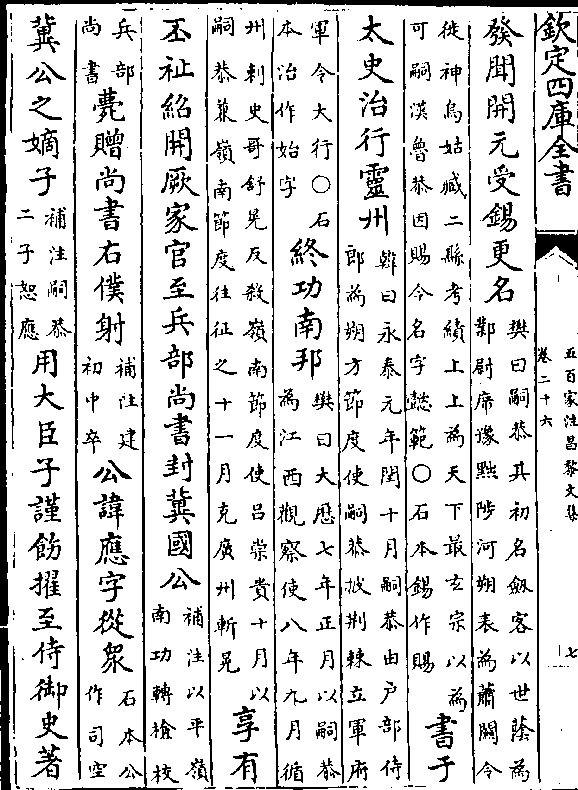 欽定四庫全書
五百家注昌黎文集
卷二十六
七
發聞開元受錫更名
樊曰嗣恭其初名劔客以世蔭為
鄴尉席豫黜陟河朔表為蕭關令
徙神烏姑臧二縣考績上上為天下最玄宗以為
可嗣漢魯恭因賜今名字懿範○石本錫作賜
書于
太史治行靈州
韓曰永泰元年閏十月嗣恭由户部侍
郎為朔方節度使嗣恭披荆棘立軍府
軍令大行○石
本治作始字
終功南邦
樊曰大厯七年正月以嗣恭
為江西觀察使八年九月循
州刺史哥舒晃反殺嶺南節度使吕崇賁十月以
嗣恭兼嶺南節度往征之十一月克廣州斬晃
享有
丕祉紹開厥家官至兵部尚書封冀國公
補注以平嶺
南功轉檢校
兵部
尚書
薨贈尚書右僕射
補注建
初中卒
公諱應字從衆
石本公
作司空
冀公之嫡子
補注嗣恭
二子恕應
用大臣子謹飭擢至侍御史著